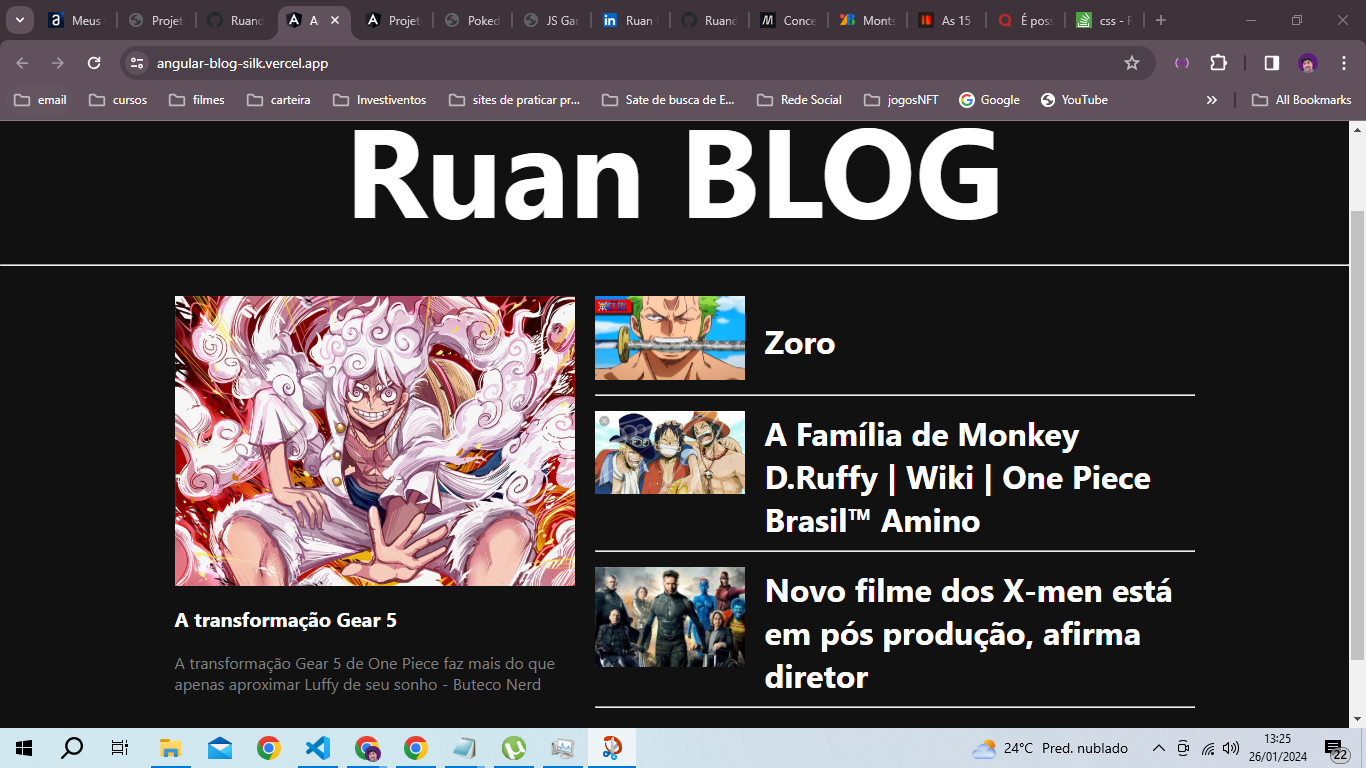 Meus
Projet
Ruand
A
Projet
Poked
JS Gar
Ruan
Ruand
Conce
Monts
As 15
É poss
css - F
angular-blog-silk.vercel.app
email
cursos
filmes
carteira
Investiventos
sites de praticar pr...
Sate de busca de E...
Rede Social
jogosNFT
Google
YouTube
All Bookmarks
Ruan BLOG
Zoro
A Família de Monkey
D.Ruffy | Wiki | One Piece
Brasil™ Amino
Novo filme dos X-men está
em pós produção, afirma
diretor
A transformação Gear 5
A transformação Gear 5 de One Piece faz mais do que
apenas aproximar Luffy de seu sonho - Buteco Nerd
24°C Pred. nublado
13:25
26/01/2024
22